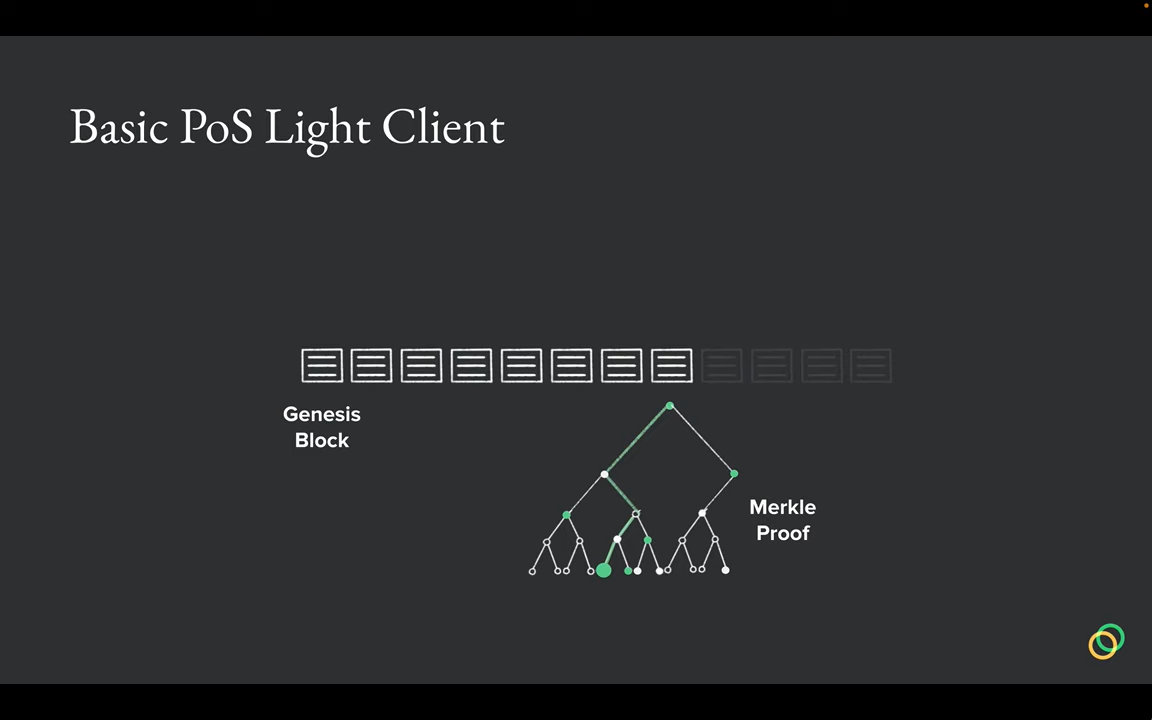 Basic PoS Light Client
Genesis
Block
Merkle
Proof